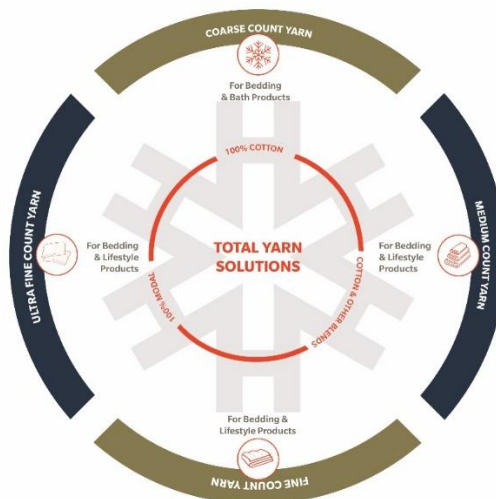 COARSE COUNT YARN
For Bedding
& Bath Products
100% COTTON
ULTRA FINE COUNT YARN
For Bedding
& Lifestyle
Products
TOTAL YARN
SOLUTIONS
For Bedding
& Lifestyle
Products
MEDIUM COUNT YARN
100% MODAL
COTTON & OTHER BLENDS
For Bedding &
Lifestyle Products
FINE COUNT YARN